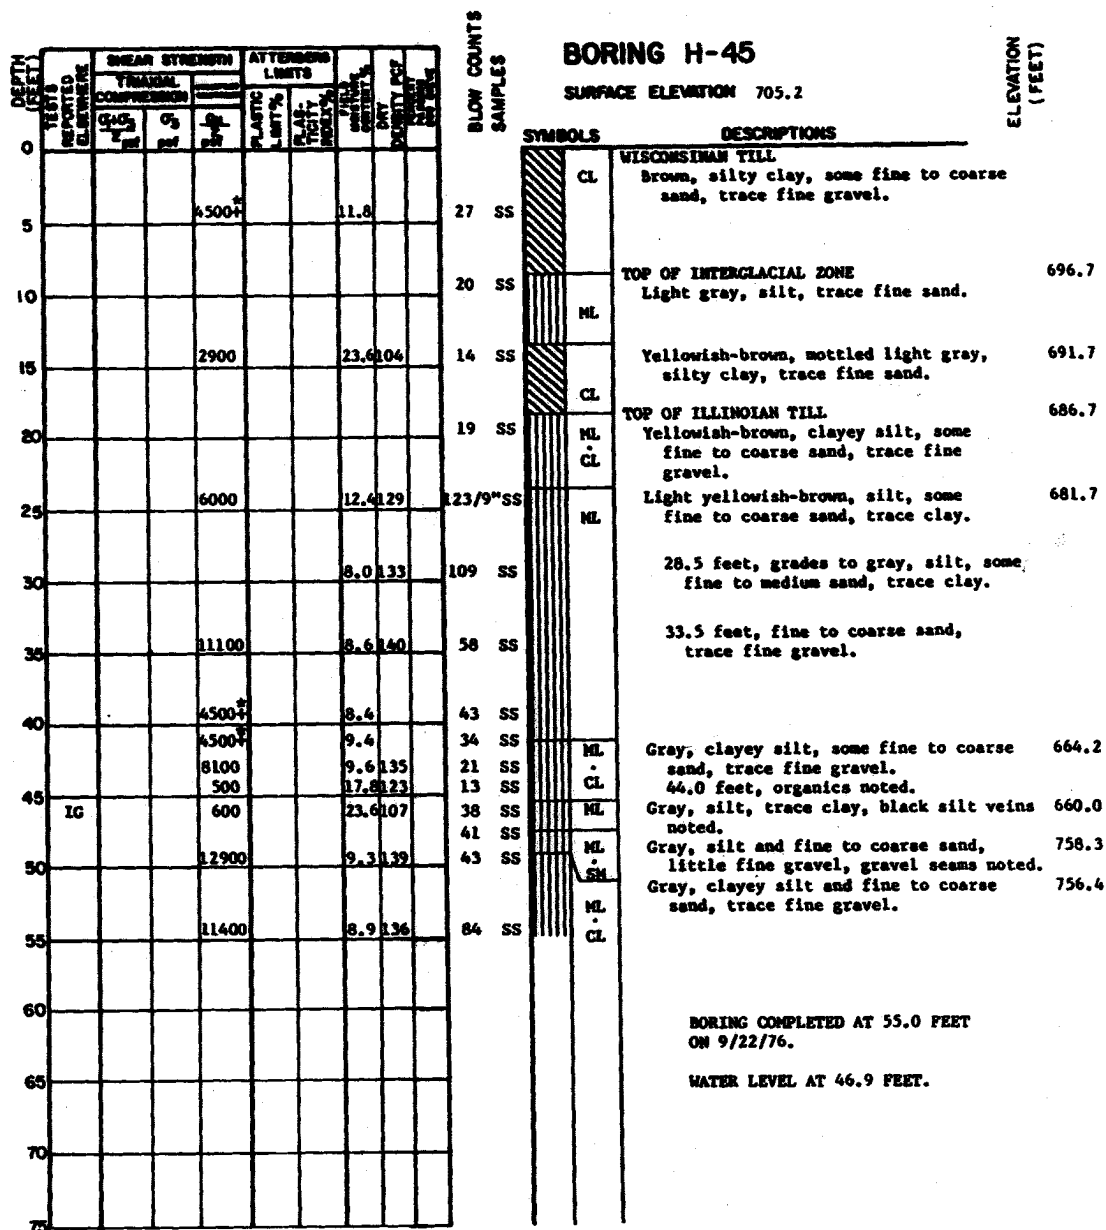 BORING H-45
SURFACE ELEVATION 705.2
ELEVATION (FEET)
DEPTH (FEET)
TESTS REPORTED ELSEWHERE
SHEAR STRENGTH
TRIAXIAL COMPRESSION
psf
psf
psf
ATTERBERG LIMITS
PLASTIC LIMIT %
PLAS-TICITY INDEX%
FIELD MOISTURE CONTENT %
DRY DENSITY PCF
BLOW COUNTS
SAMPLES
SYMBOLS
DESCRIPTIONS
0
WISCONSINAN TILL
CL Brown, silty clay, some fine to coarse
sand, trace fine gravel.
4500+* 11.8 27 SS
5
TOP OF INTERGLACIAL ZONE 696.7
20 SS Light gray, silt, trace fine sand.
10
ML
2900 23.6 104 14 SS Yellowish-brown, mottled light gray, 691.7
15 silty clay, trace fine sand.
CL
TOP OF ILLINOIAN TILL 686.7
19 SS ML Yellowish-brown, clayey silt, some
20 · fine to coarse sand, trace fine
CL gravel.
6000 12.4 129 123/9" SS Light yellowish-brown, silt, some 681.7
25 ML fine to coarse sand, trace clay.
28.5 feet, grades to gray, silt, some
8.0 133 109 SS fine to medium sand, trace clay.
30
33.5 feet, fine to coarse sand,
11100 8.6 140 58 SS trace fine gravel.
35
4500+* 8.4 43 SS
40
4500+* 9.4 34 SS ML Gray, clayey silt, some fine to coarse 664.2
8100 9.6 135 21 SS · sand, trace fine gravel.
500 17.8 123 13 SS CL 44.0 feet, organics noted.
45
IG 600 23.6 107 38 SS ML Gray, silt, trace clay, black silt veins 660.0
41 SS noted.
12900 9.3 139 43 SS ML Gray, silt and fine to coarse sand, 758.3
50 · little fine gravel, gravel seams noted.
SM Gray, clayey silt and fine to coarse 756.4
ML sand, trace fine gravel.
11400 8.9 136 84 SS ·
55 CL
60
BORING COMPLETED AT 55.0 FEET
ON 9/22/76.
65 WATER LEVEL AT 46.9 FEET.
70
75